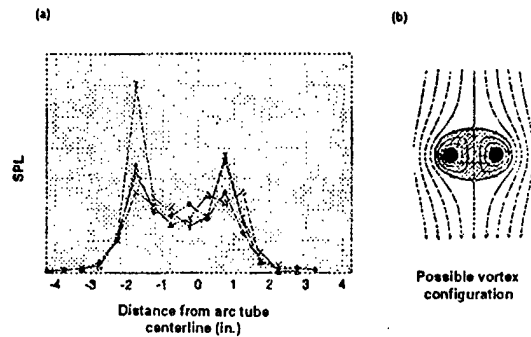 (a)
(b)
SPL
-4 -3 -2 -1 0 1 2 3 4
Distance from arc tube
centerline (in.)
Possible vortex
configuration